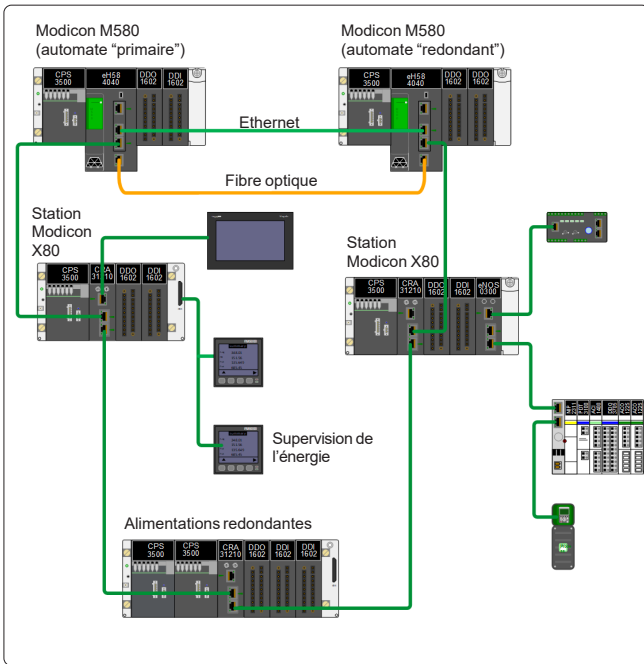 Modicon M580
(automate “primaire”)
Modicon M580
(automate “redondant”)
CPS
3500
eH58
4040
DDO
1602
DDI
1602
CPS
3500
eH58
4040
DDO
1602
DDO
1602
Ethernet
Fibre optique
Station
Modicon
X80
Station
Modicon X80
CPS
3500
CRA
31210
DDO
1602
DDI
1602
CPS
3500
CRA
31210
DDO
1602
DDI
1602
eNOS
0300
Supervision de
l’énergie
Alimentations redondantes
CPS
3500
CPS
3500
CRA
31210
DDO
1602
DDI
1602
DDI
1602